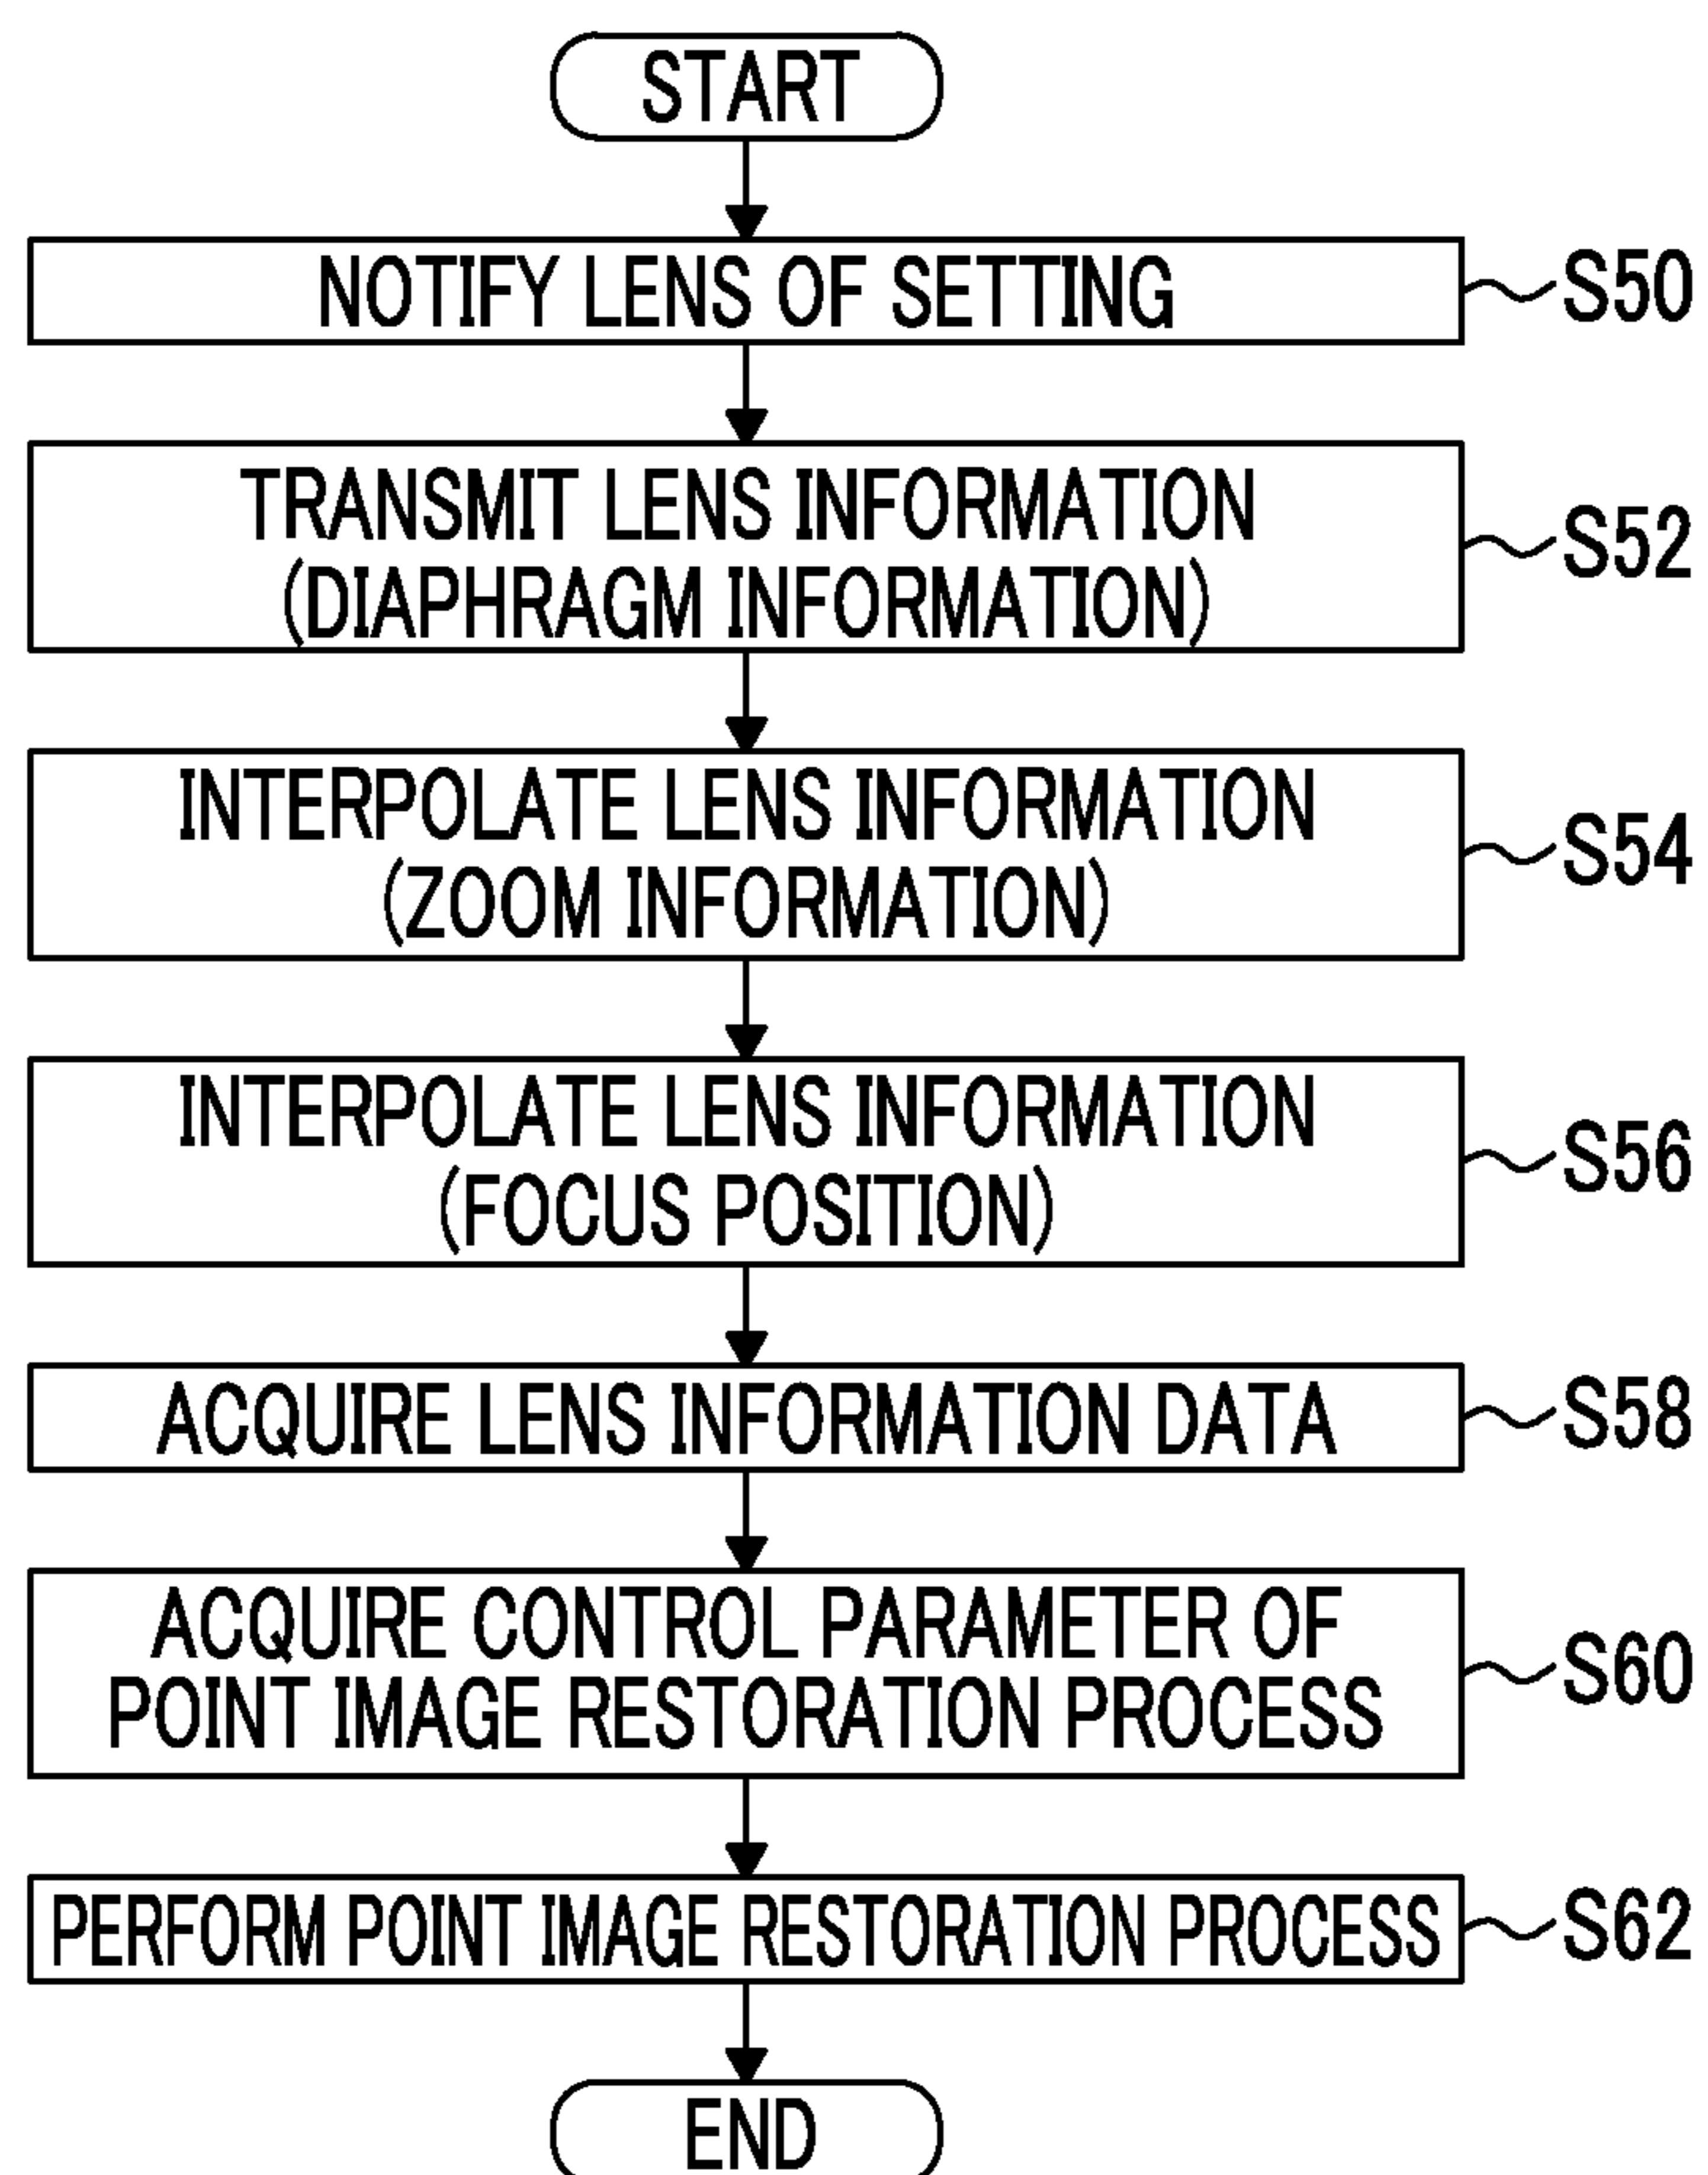 START
NOTIFY LENS OF SETTING
S50
TRANSMIT LENS INFORMATION
(DIAPHRAGM INFORMATION)
S52
INTERPOLATE LENS INFORMATION
(ZOOM INFORMATION)
S54
INTERPOLATE LENS INFORMATION
(FOCUS POSITION)
S56
ACQUIRE LENS INFORMATION DATA
S58
ACQUIRE CONTROL PARAMETER OF
POINT IMAGE RESTORATION PROCESS
S60
PERFORM POINT IMAGE RESTORATION PROCESS
S62
END